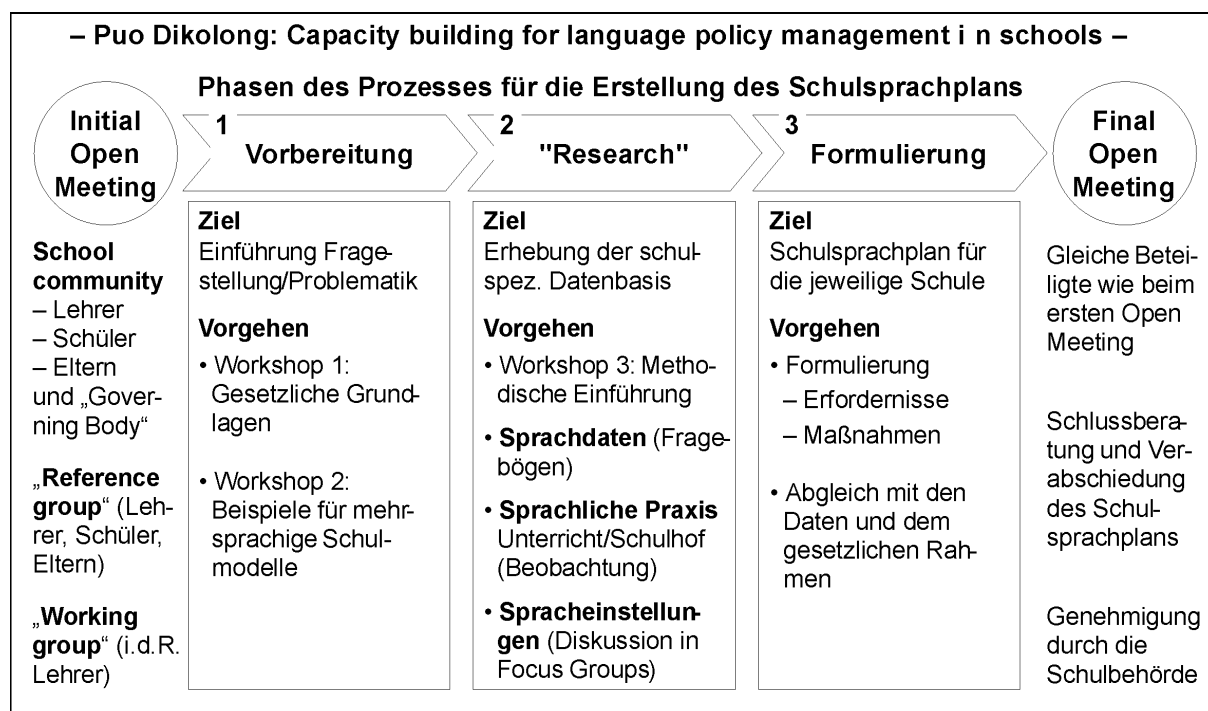 – Puo Dikolong: Capacity building for language policy management i n schools –
Phasen des Prozesses für die Erstellung des Schulsprachplans
Initial
Open
Meeting
School
community
– Lehrer
– Schüler
– Eltern
und „Gover-
ning Body“
„Reference
group“ (Leh-
rer, Schüler,
Eltern)
„Working
group“ (i.d.R.
Lehrer)
1
Vorbereitung
Ziel
Einführung Frage-
stellung/Problematik
Vorgehen
• Workshop 1:
Gesetzliche Grund-
lagen
• Workshop 2:
Beispiele für mehr-
sprachige Schul-
modelle
2
"Research"
Ziel
Erhebung der schul-
spez. Datenbasis
Vorgehen
• Workshop 3: Metho-
dische Einführung
• Sprachdaten (Frage-
bögen)
• Sprachliche Praxis
Unterricht/Schulhof
(Beobachtung)
• Spracheinstellun-
gen (Diskussion in
Focus Groups)
3
Formulierung
Ziel
Schulsprachplan für
die jeweilige Schule
Vorgehen
• Formulierung
– Erfordernisse
– Maßnahmen
• Abgleich mit den
Daten und dem
gesetzlichen Rah-
men
Final
Open
Meeting
Gleiche Betei-
ligte wie beim
ersten Open
Meeting
Schlussbera-
tung und Ver-
abschiedung
des Schul-
sprachplans
Genehmigung
durch die
Schulbehörde